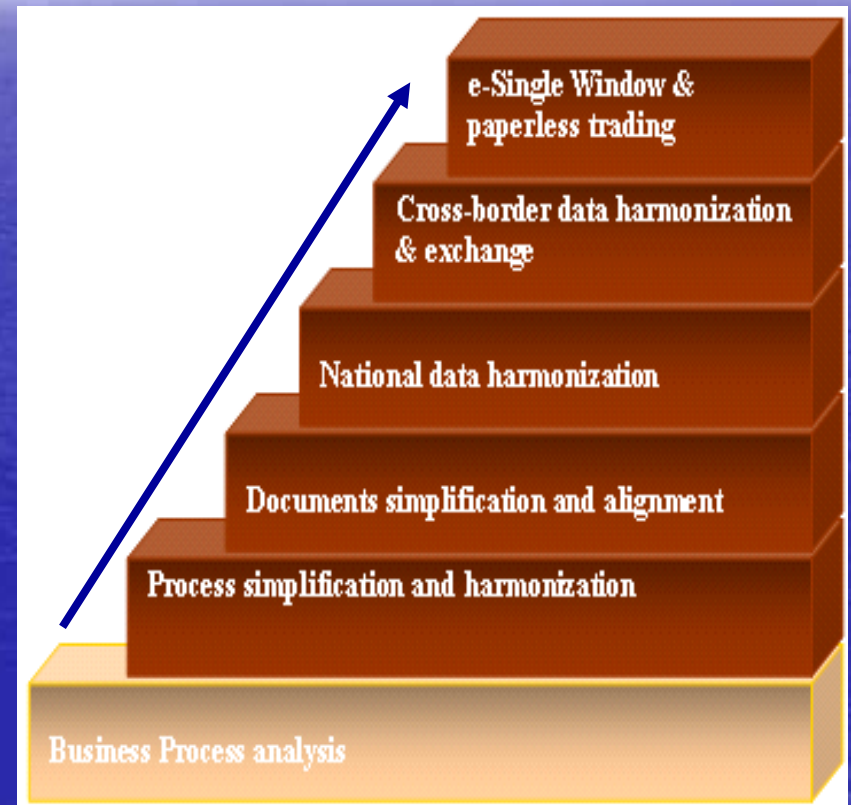 e-Single Window &
paperless trading
Cross-border data harmonization
& exchange
National data harmonization
Documents simplification and alignment
Process simplification and harmonization
Business Process analysis